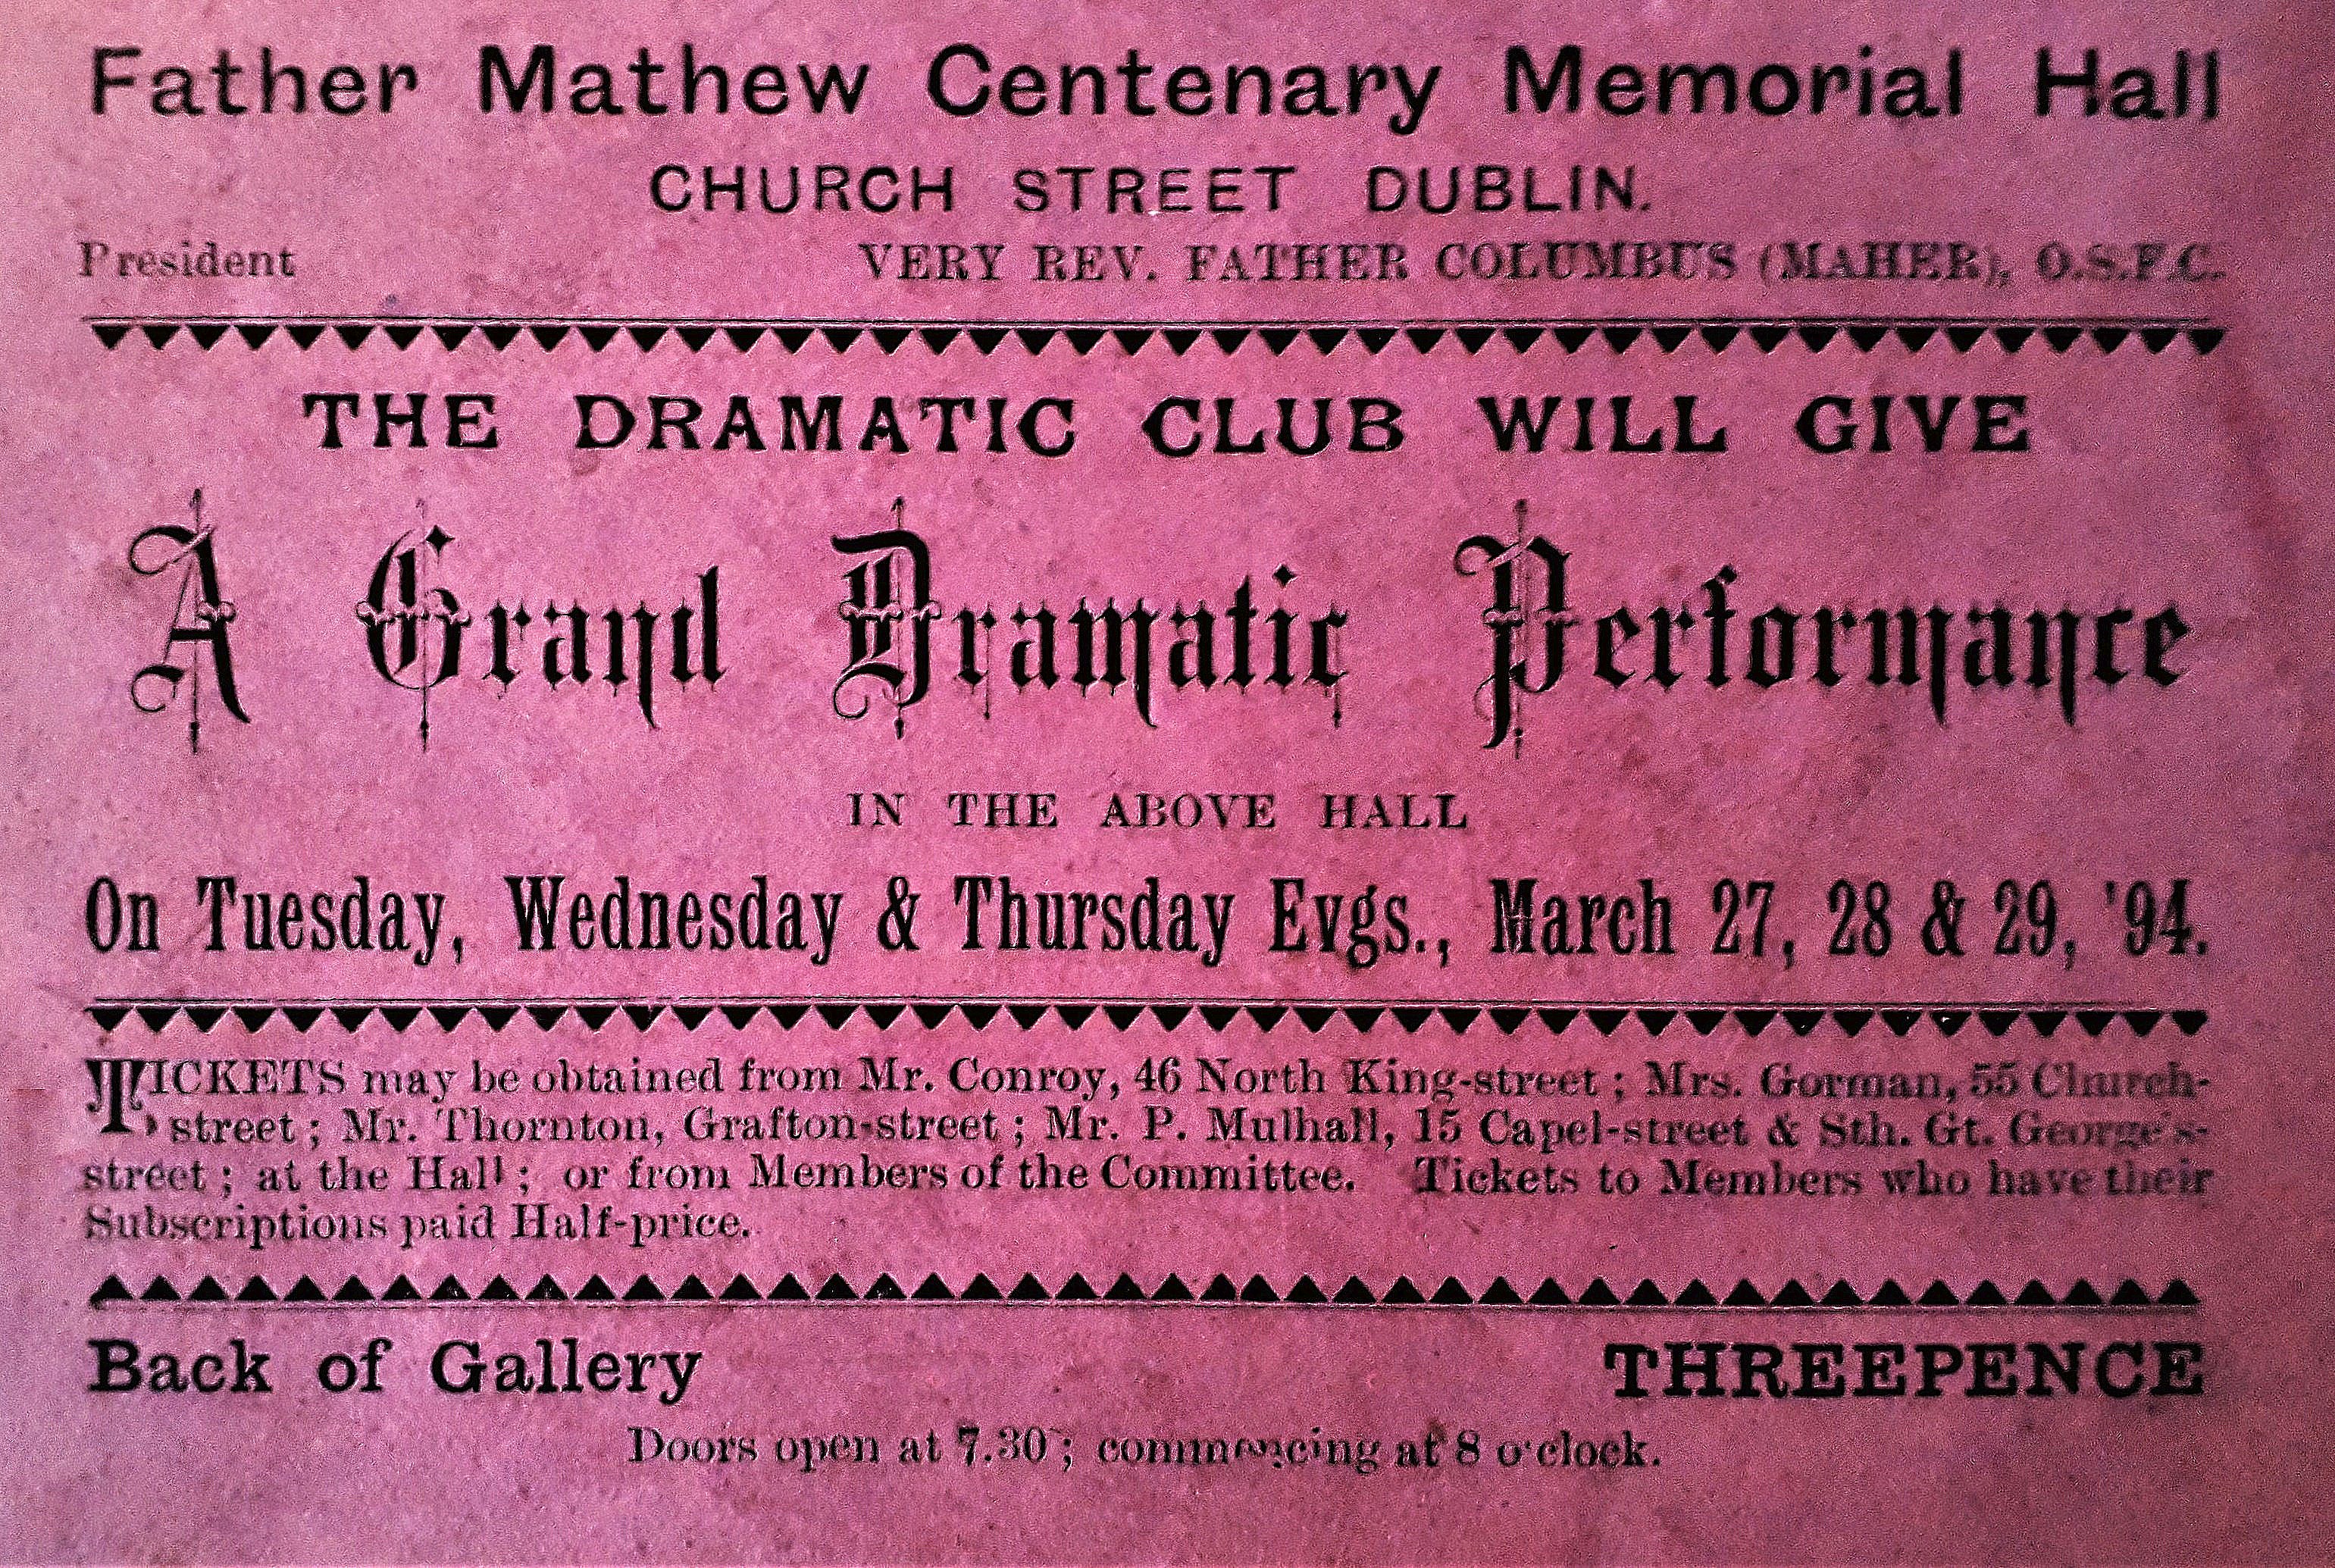 Father Mathew Centenary Memorial Hall
CHURCH STREET DUBLIN.
President VERY REV. FATHER COLUMBUS (MAHER), O.S.F.C.
THE DRAMATIC CLUB WILL GIVE
A Grand Dramatic Performance
IN THE ABOVE HALL
On Tuesday, Wednesday & Thursday Evgs., March 27, 28 & 29, '94.
TICKETS may be obtained from Mr. Conroy, 46 North King-street ; Mrs. Gorman, 55 Church-
street ; Mr. Thornton, Grafton-street ; Mr. P. Mulhall, 15 Capel-street & Sth. Gt. George's-
street ; at the Hall ; or from Members of the Committee. Tickets to Members who have their
Subscriptions paid Half-price.
Back of Gallery THREEPENCE
Doors open at 7.30 ; commencing at 8 o'clock.